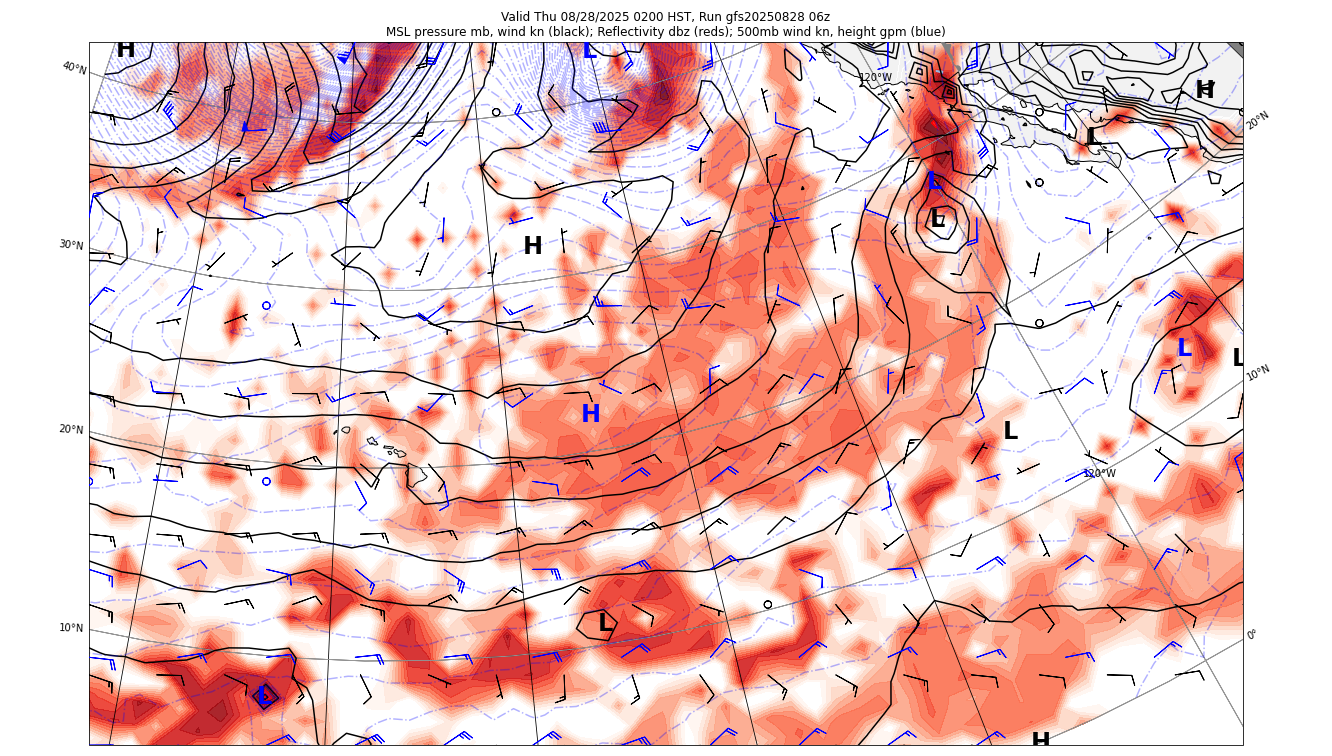 Valid Thu 08/28/2025 0200 HST, Run gfs20250828 06z
MSL pressure mb, wind kn (black); Reflectivity dbz (reds); 500mb wind kn, height gpm (blue)
H
L
40°N
120°W
H
20°N
L
L
L
30°N
H
L
L
10°N
H
20°N
L
120°W
10°N
L
0°
L
H